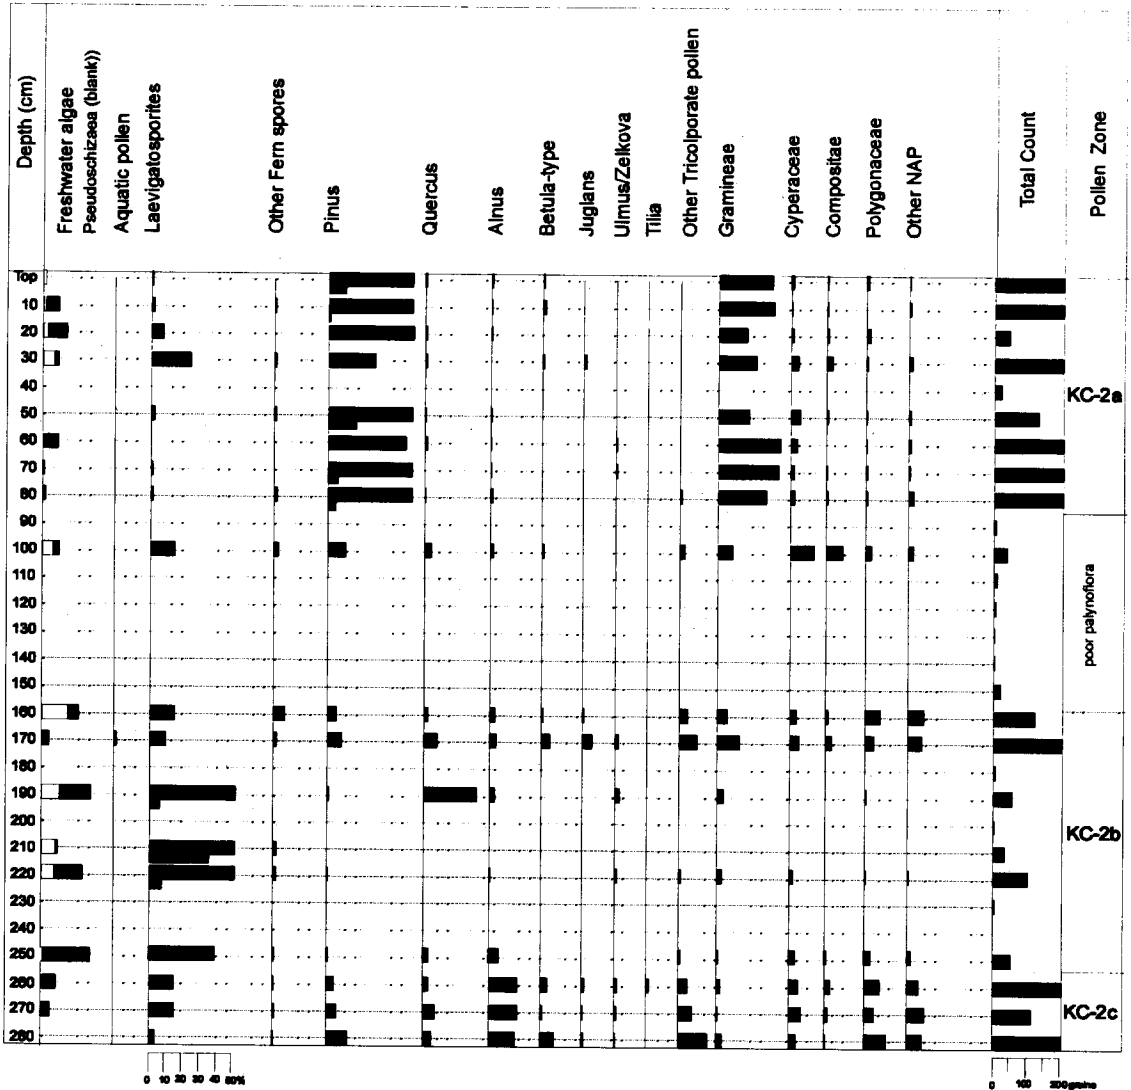 Depth (cm)
Freshwater algae
Pseudoschizaea (blank))
Aquatic pollen
Laevigatosporites
Other Fern spores
Pinus
Quercus
Alnus
Betula-type
Juglans
Ulmus/Zelkova
Tilia
Other Tricolporate pollen
Gramineae
Cyperaceae
Compositae
Polygonaceae
Other NAP
Total Count
Pollen Zone
Top
10
20
30
40
50
60
70
80
90
100
110
120
130
140
150
160
170
180
190
200
210
220
230
240
250
260
270
280
KC-2a
poor palynoflora
KC-2b
KC-2c
0 10 20 30 40 50%
0 100 200 grains